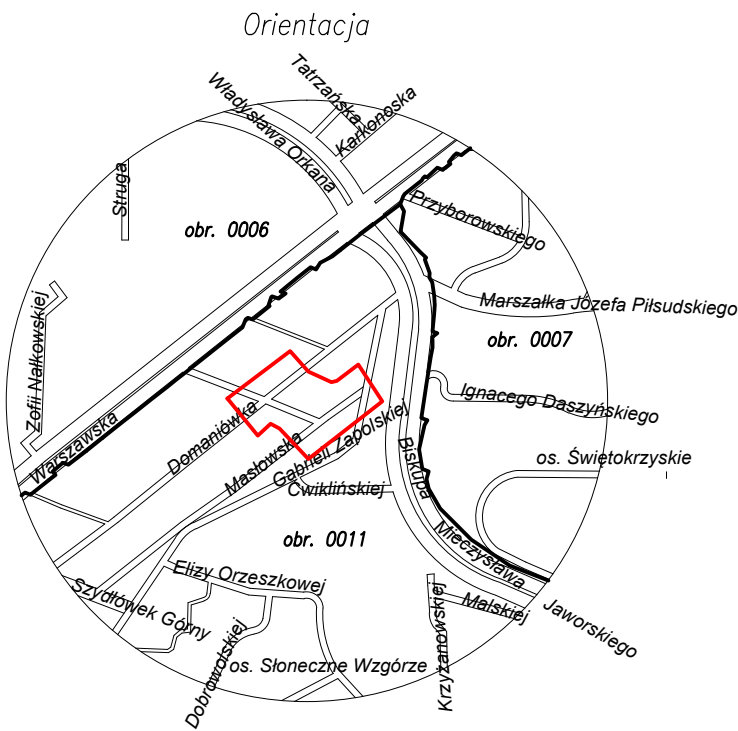 Orientacja
Tatrzańska
Władysława Orkana
Karkonoska
Struga
Przyborowskiego
obr. 0006
Marszałka Józefa Piłsudskiego
obr. 0007
Zofii Nałkowskiej
Ignacego Daszyńskiego
Warszawska
Domaniówka
Masłowska
Gabrieli Zapolskiej
Biskupa
os. Świętokrzyskie
Ćwiklińskiej
obr. 0011
Mieczysława
Elizy Orzeszkowej
Szydłówek Górny
Malskiej
Jaworskiego
Dobrowolskiej
os. Słoneczne Wzgórze
Krzyżanowskiej